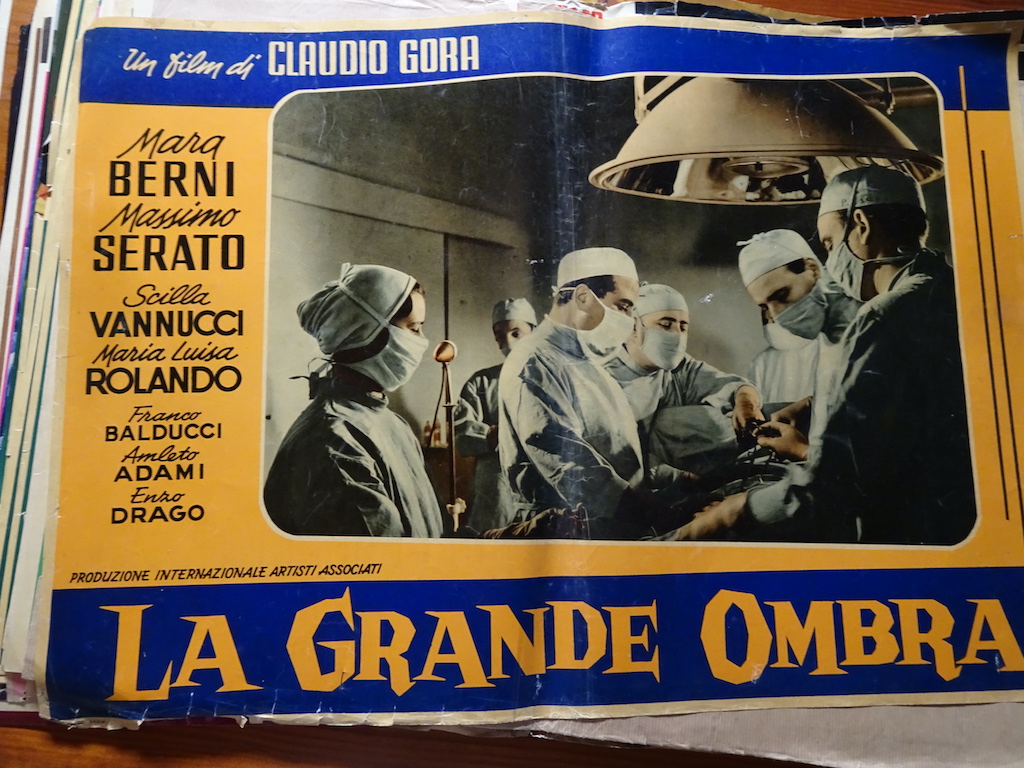 Un film di CLAUDIO GORA
Mara
BERNI
Massimo
SERATO
Scilla
VANNUCCI
Maria Luisa
ROLANDO
Franco
BALDUCCI
Amleto
ADAMI
Enzo
DRAGO
PRODUZIONE INTERNAZIONALE ARTISTI ASSOCIATI
LA GRANDE OMBRA